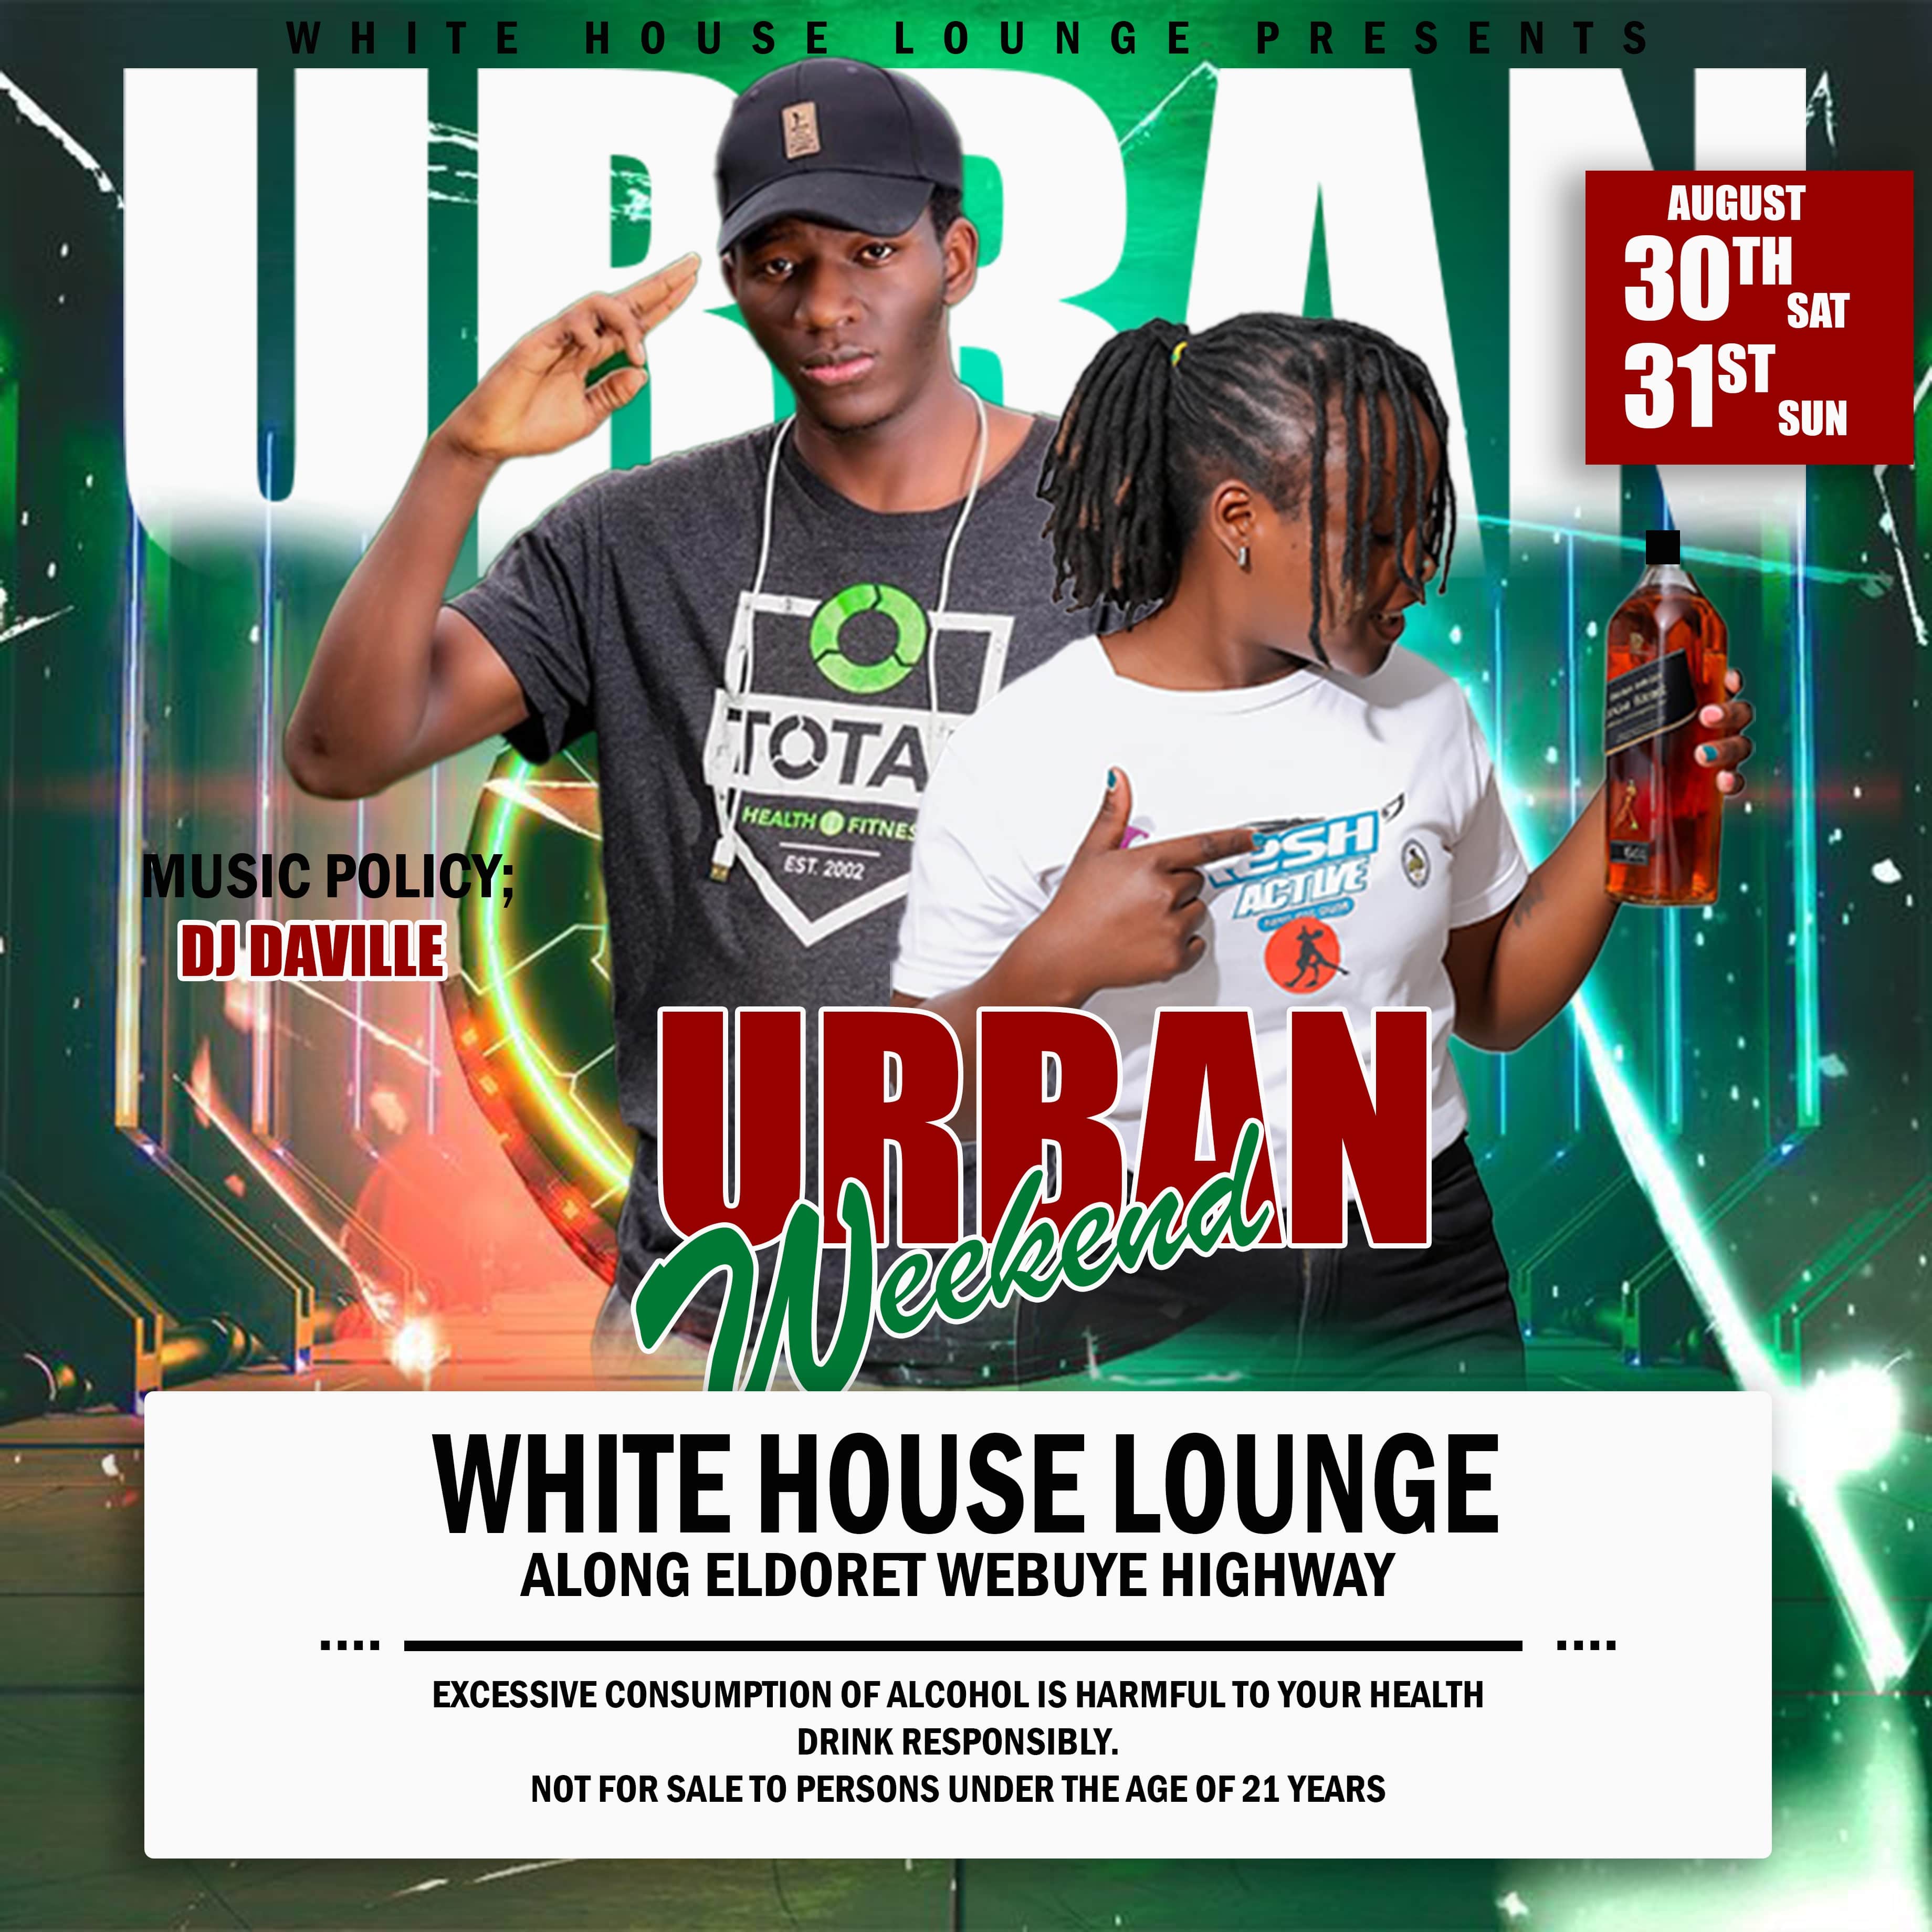 WHITE HOUSE LOUNGE PRESENTS
URBAN
AUGUST
30TH SAT
31ST SUN
TOTA
HEALTH FITNES
EST. 2002
ESH
ACTIVE
MUSIC POLICY;
DJ DAVILLE
URBAN
Weekend
WHITE HOUSE LOUNGE
ALONG ELDORET WEBUYE HIGHWAY
EXCESSIVE CONSUMPTION OF ALCOHOL IS HARMFUL TO YOUR HEALTH
DRINK RESPONSIBLY.
NOT FOR SALE TO PERSONS UNDER THE AGE OF 21 YEARS